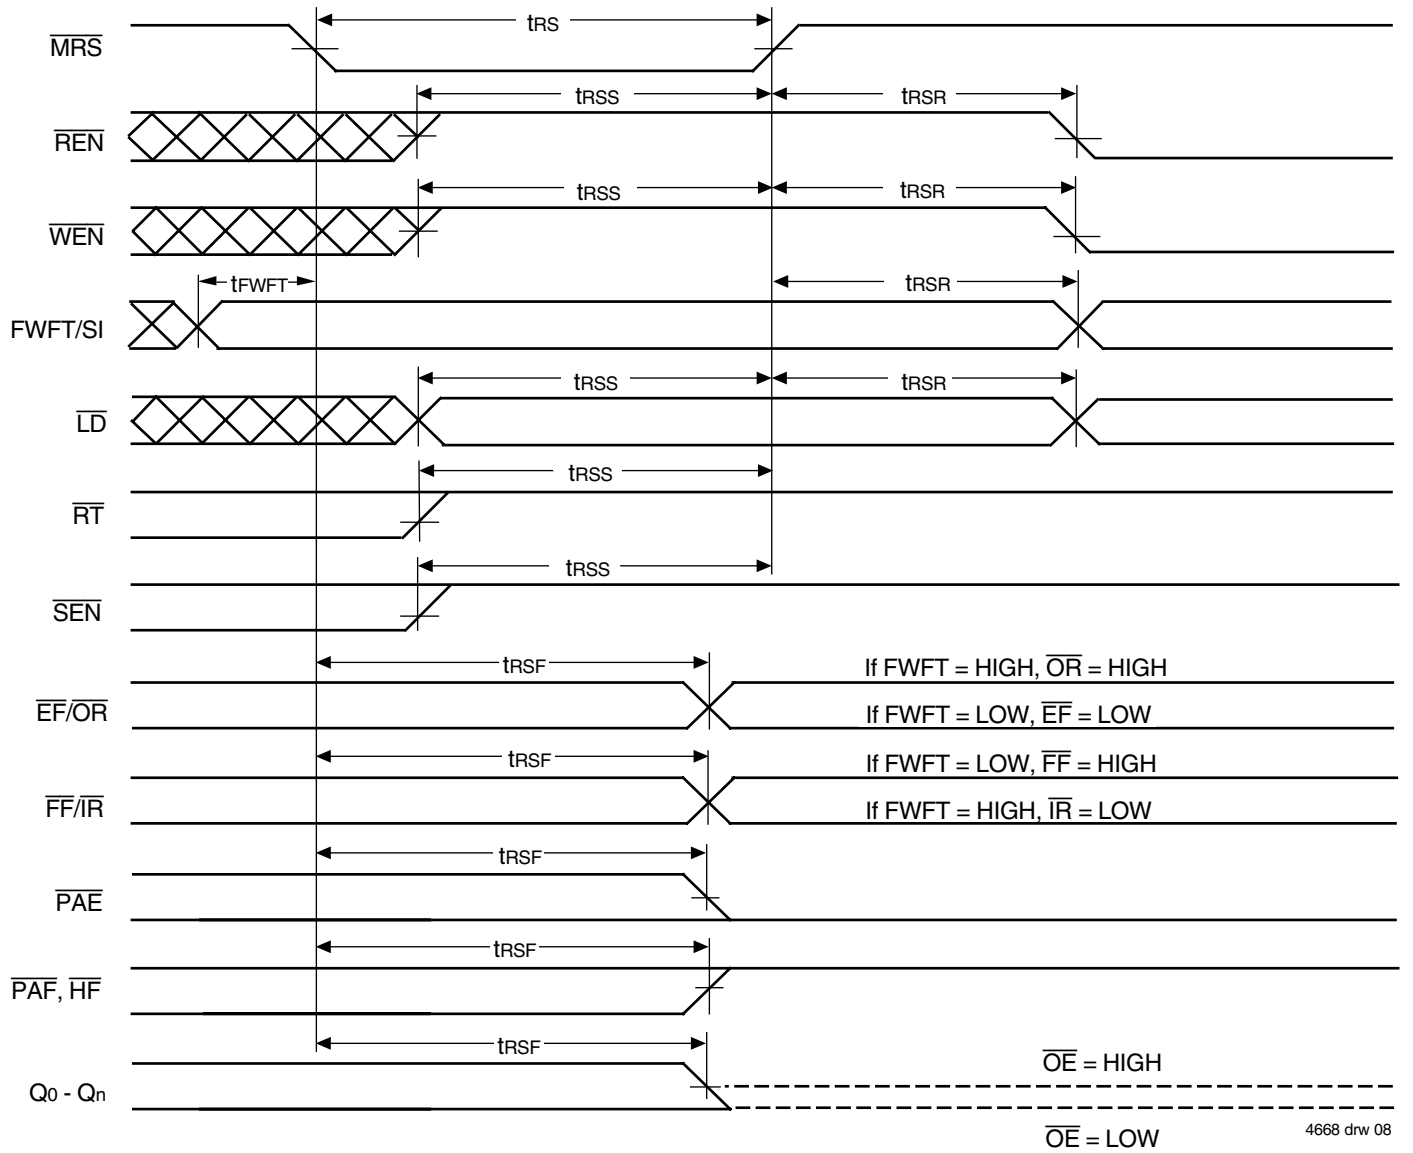 tRS
MRS
tRSS tRSR
REN
tRSS tRSR
WEN
tFWFT tRSR
FWFT/SI
tRSS tRSR
LD
tRSS
RT
tRSS
SEN
tRSF If FWFT = HIGH, OR = HIGH
EF/OR If FWFT = LOW, EF = LOW
tRSF If FWFT = LOW, FF = HIGH
FF/IR If FWFT = HIGH, IR = LOW
tRSF
PAE
tRSF
PAF, HF
tRSF
OE = HIGH
Q0 - Qn
OE = LOW 4668 drw 08